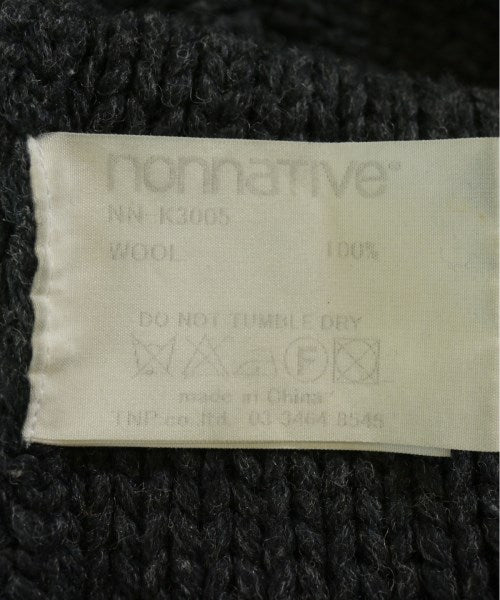 nonnative®
NN-K3005
WOOL 100%
DO NOT TUMBLE DRY
F
made in China
TNP.co.,ltd. 03 3464 8549